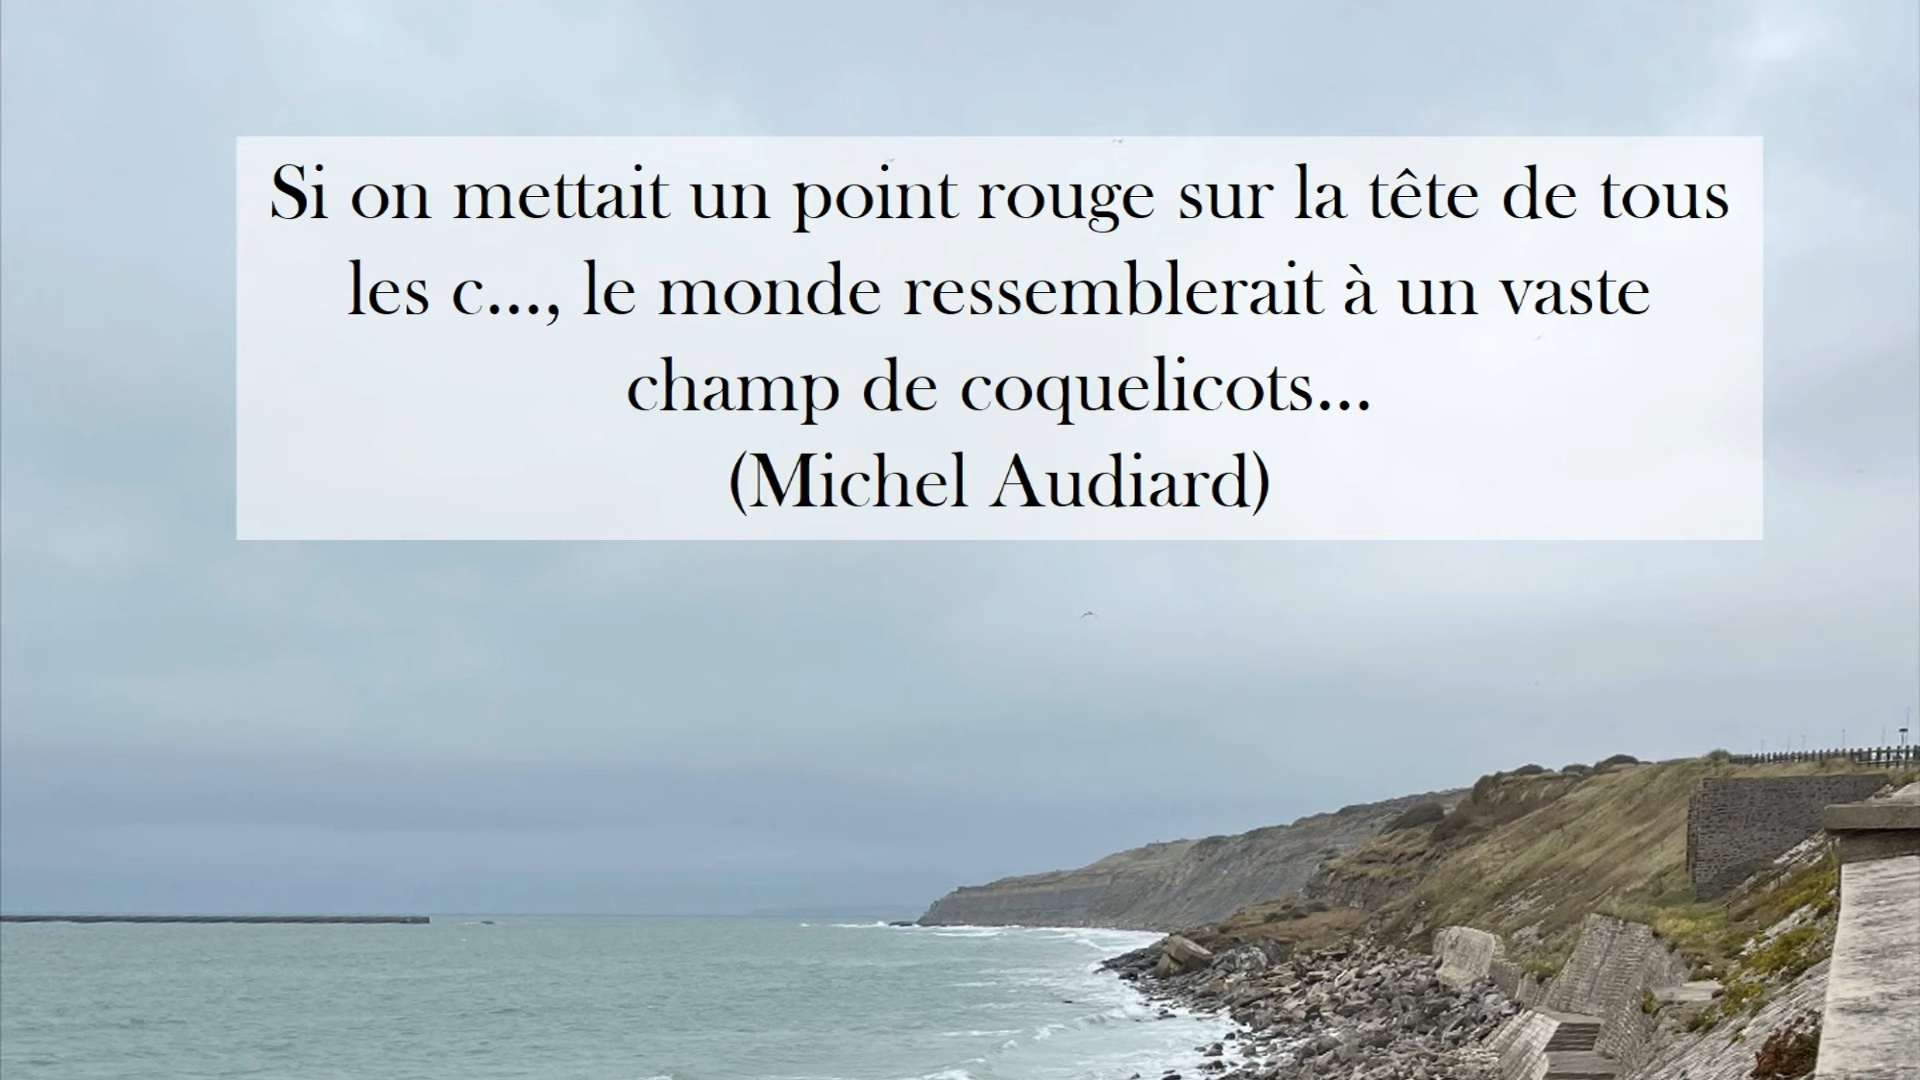 Si on mettait un point rouge sur la tête de tous
les c..., le monde ressemblerait à un vaste
champ de coquelicots...
(Michel Audiard)